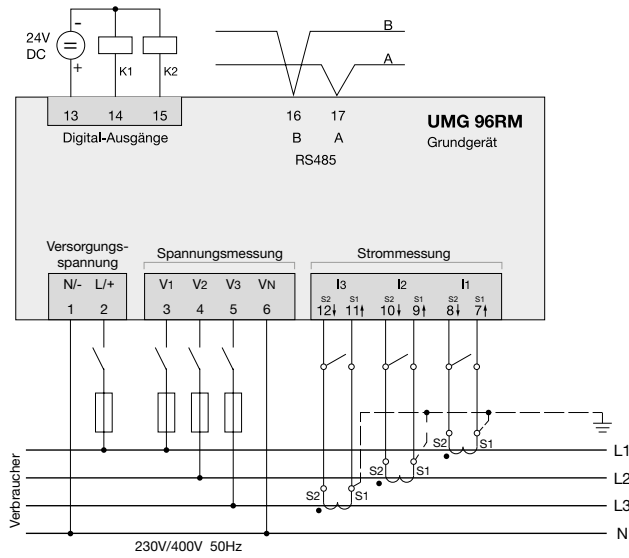 -
24V
DC
+
K1
K2
B
A
13 14 15
16 17
UMG 96RM
Digital-Ausgänge
B A
Grundgerät
RS485
Versorgungs-
spannung
Spannungsmessung
Strommessung
N/- L/+
V1 V2 V3 VN
I3 I2 I1
S2 S1 S2 S1 S2 S1
1 2 3 4 5 6 12 11 10 9 8 7
S2 S1
L1
S2 S1
L2
S2 S1
L3
N
Verbraucher
230V/400V 50Hz